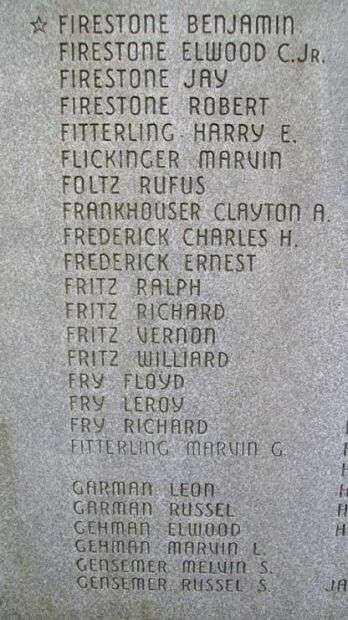 ☆ FIRESTONE BENJAMIN
FIRESTONE ELWOOD C. JR.
FIRESTONE JAY
FIRESTONE ROBERT
FITTERLING HARRY E.
FLICKINGER MARVIN
FOLTZ RUFUS
FRANKHOUSER CLAYTON A.
FREDERICK CHARLES H.
FREDERICK ERNEST
FRITZ RALPH
FRITZ RICHARD
FRITZ VERNON
FRITZ WILLIARD
FRY FLOYD
FRY LEROY
FRY RICHARD
FITTERLING MARVIN G.
GARMAN LEON
GARMAN RUSSEL
GEHMAN ELWOOD
GEHMAN MARVIN L.
GENSEMER MELVIN S.
GENSEMER RUSSEL S.